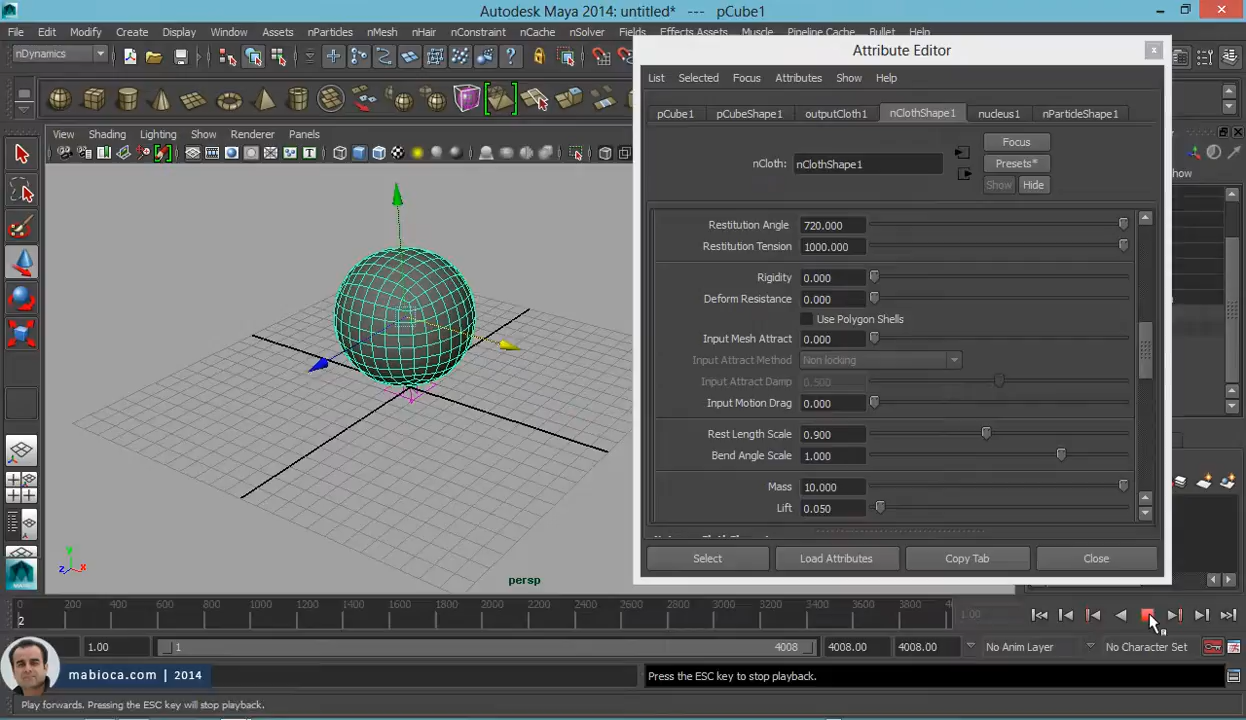 Autodesk Maya 2014: untitled* --- pCube1
File Edit Modify Create Display Window Assets nParticles nMesh nHair nConstraint nCache nSolver Fields Effects Assets Muscle Pipeline Cache Bullet Help
nDynamics
Attribute Editor
List Selected Focus Attributes Show Help
pCube1 pCubeShape1 outputCloth1 nClothShape1 nucleus1 nParticleShape1
View Shading Lighting Show Renderer Panels
Focus
nCloth: nClothShape1
Presets*
Show Hide
Restitution Angle 720.000
Restitution Tension 1000.000
Rigidity 0.000
Deform Resistance 0.000
Use Polygon Shells
Input Mesh Attract 0.000
Input Attract Method Non locking
Input Attract Damp 0.500
Input Motion Drag 0.000
Rest Length Scale 0.900
Bend Angle Scale 1.000
Mass 10.000
Lift 0.050
Select Load Attributes Copy Tab Close
y
z x
persp
0 200 400 600 800 1000 1200 1400 1600 1800 2000 2200 2400 2600 2800 3000 3200 3400 3600 3800 1.00
2
1.00 1 4008 4008.00 4008.00 No Anim Layer No Character Set
mabioca.com | 2014
Press the ESC key to stop playback.
Play forwards. Pressing the ESC key will stop playback.